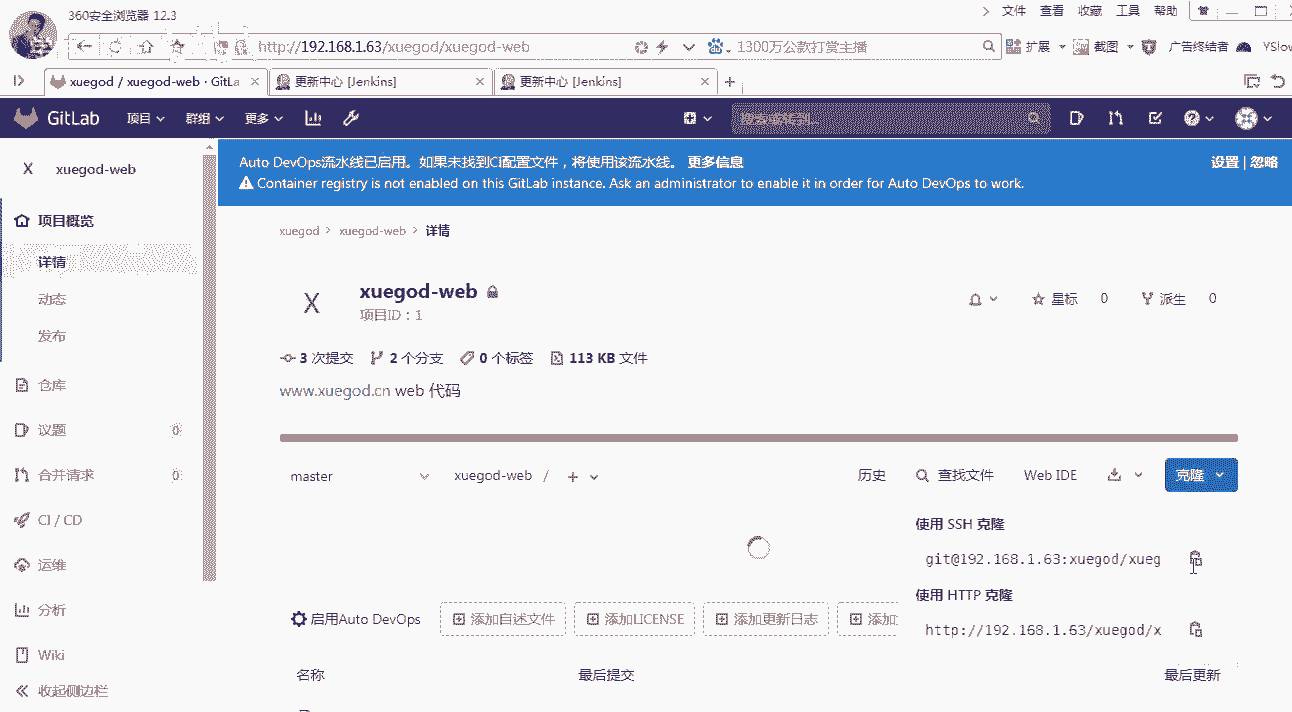 360安全浏览器 12.3
文件 查看 收藏 工具 帮助
http://192.168.1.63/xuegod/xuegod-web
1300万公款打赏主播
扩展 截图 广告终结者 YSlow
xuegod / xuegod-web · GitLa
更新中心 [Jenkins]
更新中心 [Jenkins]
GitLab 项目 群组 更多
搜索或转到...
X xuegod-web
Auto DevOps流水线已启用。如果未找到CI配置文件，将使用该流水线。 更多信息
设置 | 忽略
Container registry is not enabled on this GitLab instance. Ask an administrator to enable it in order for Auto DevOps to work.
项目概览
详情
动态
发布
仓库
议题 0
合并请求 0
CI / CD
运维
分析
Wiki
收起侧边栏
xuegod > xuegod-web > 详情
X xuegod-web
项目ID：1
星标 0 派生 0
3 次提交 2 个分支 0 个标签 113 KB 文件
www.xuegod.cn web 代码
master xuegod-web / +
历史 查找文件 Web IDE 克隆
使用 SSH 克隆
git@192.168.1.63:xuegod/xueg
使用 HTTP 克隆
http://192.168.1.63/xuegod/x
启用Auto DevOps 添加自述文件 添加LICENSE 添加更新日志 添加
名称 最后提交 最后更新